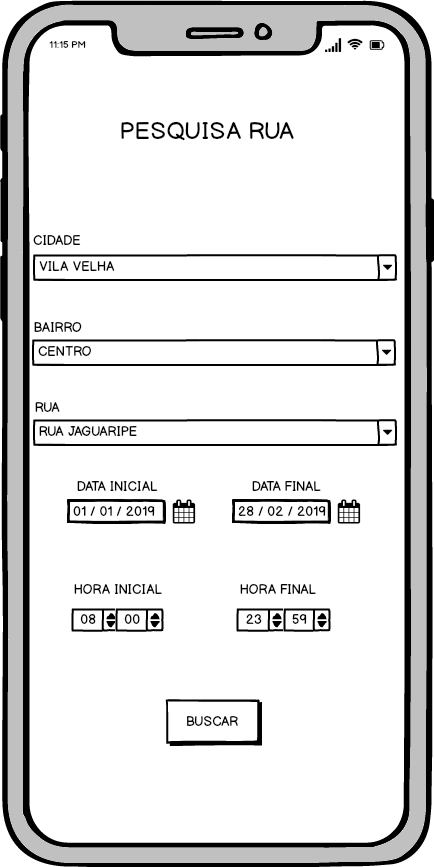 11:15 PM
PESQUISA RUA
CIDADE
VILA VELHA
BAIRRO
CENTRO
RUA
RUA JAGUARIPE
DATA INICIAL DATA FINAL
01 / 01 / 2019 28 / 02 / 2019
HORA INICIAL HORA FINAL
08 00 23 59
BUSCAR